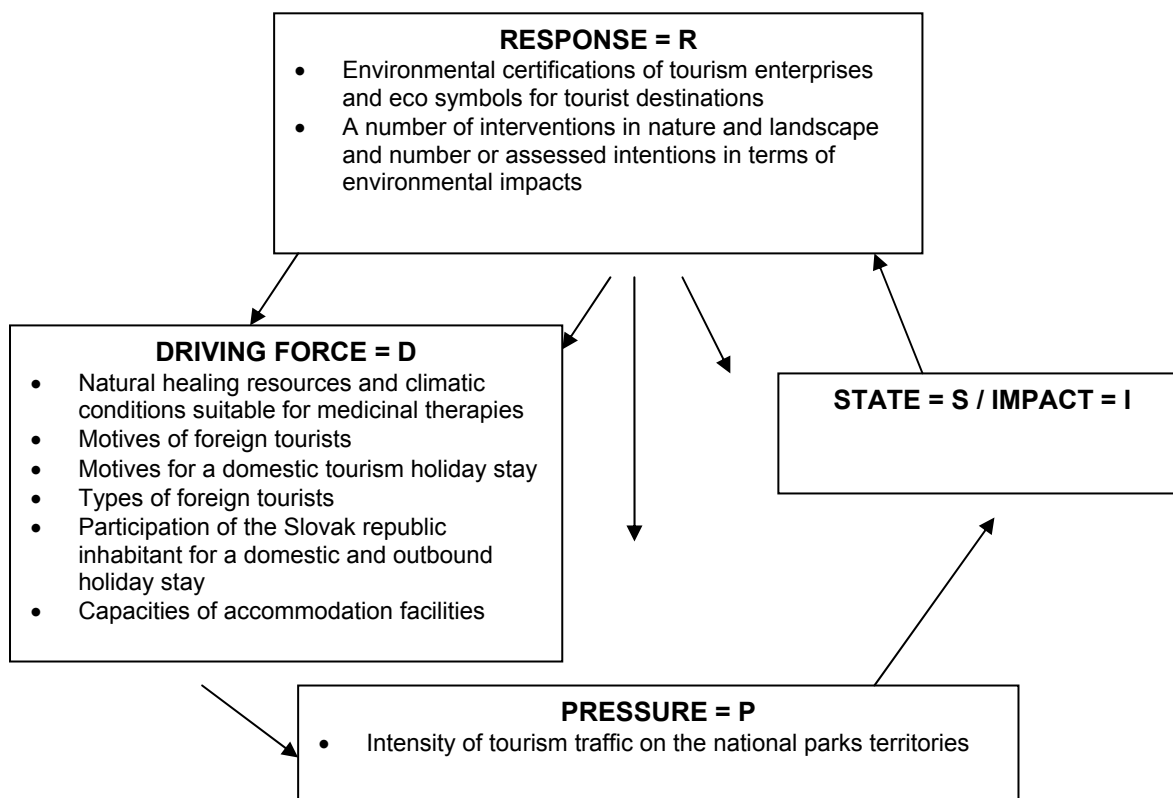 RESPONSE = R
• Environmental certifications of tourism enterprises
and eco symbols for tourist destinations
• A number of interventions in nature and landscape
and number or assessed intentions in terms of
environmental impacts
DRIVING FORCE = D
• Natural healing resources and climatic
conditions suitable for medicinal therapies
• Motives of foreign tourists
• Motives for a domestic tourism holiday stay
• Types of foreign tourists
• Participation of the Slovak republic
inhabitant for a domestic and outbound
holiday stay
• Capacities of accommodation facilities
STATE = S / IMPACT = I
PRESSURE = P
• Intensity of tourism traffic on the national parks territories